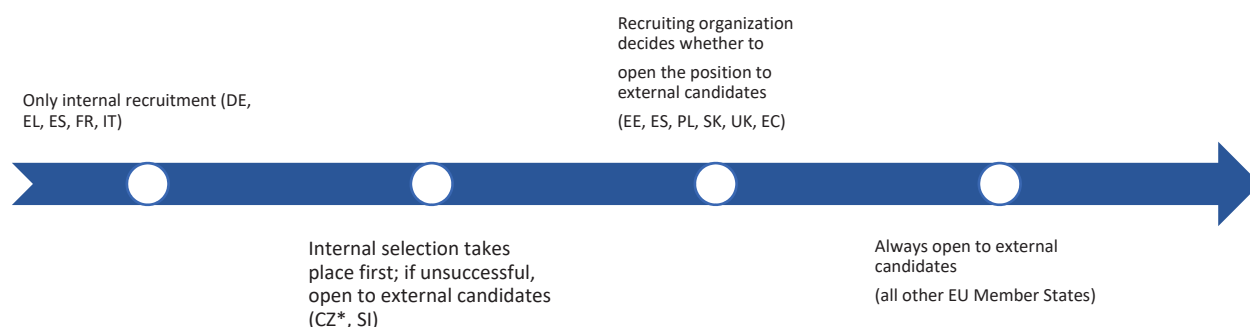 Only internal recruitment (DE,
EL, ES, FR, IT)
Internal selection takes
place first; if unsuccessful,
open to external candidates
(CZ*, SI)
Recruiting organization
decides whether to
open the position to
external candidates
(EE, ES, PL, SK, UK, EC)
Always open to external
candidates
(all other EU Member States)